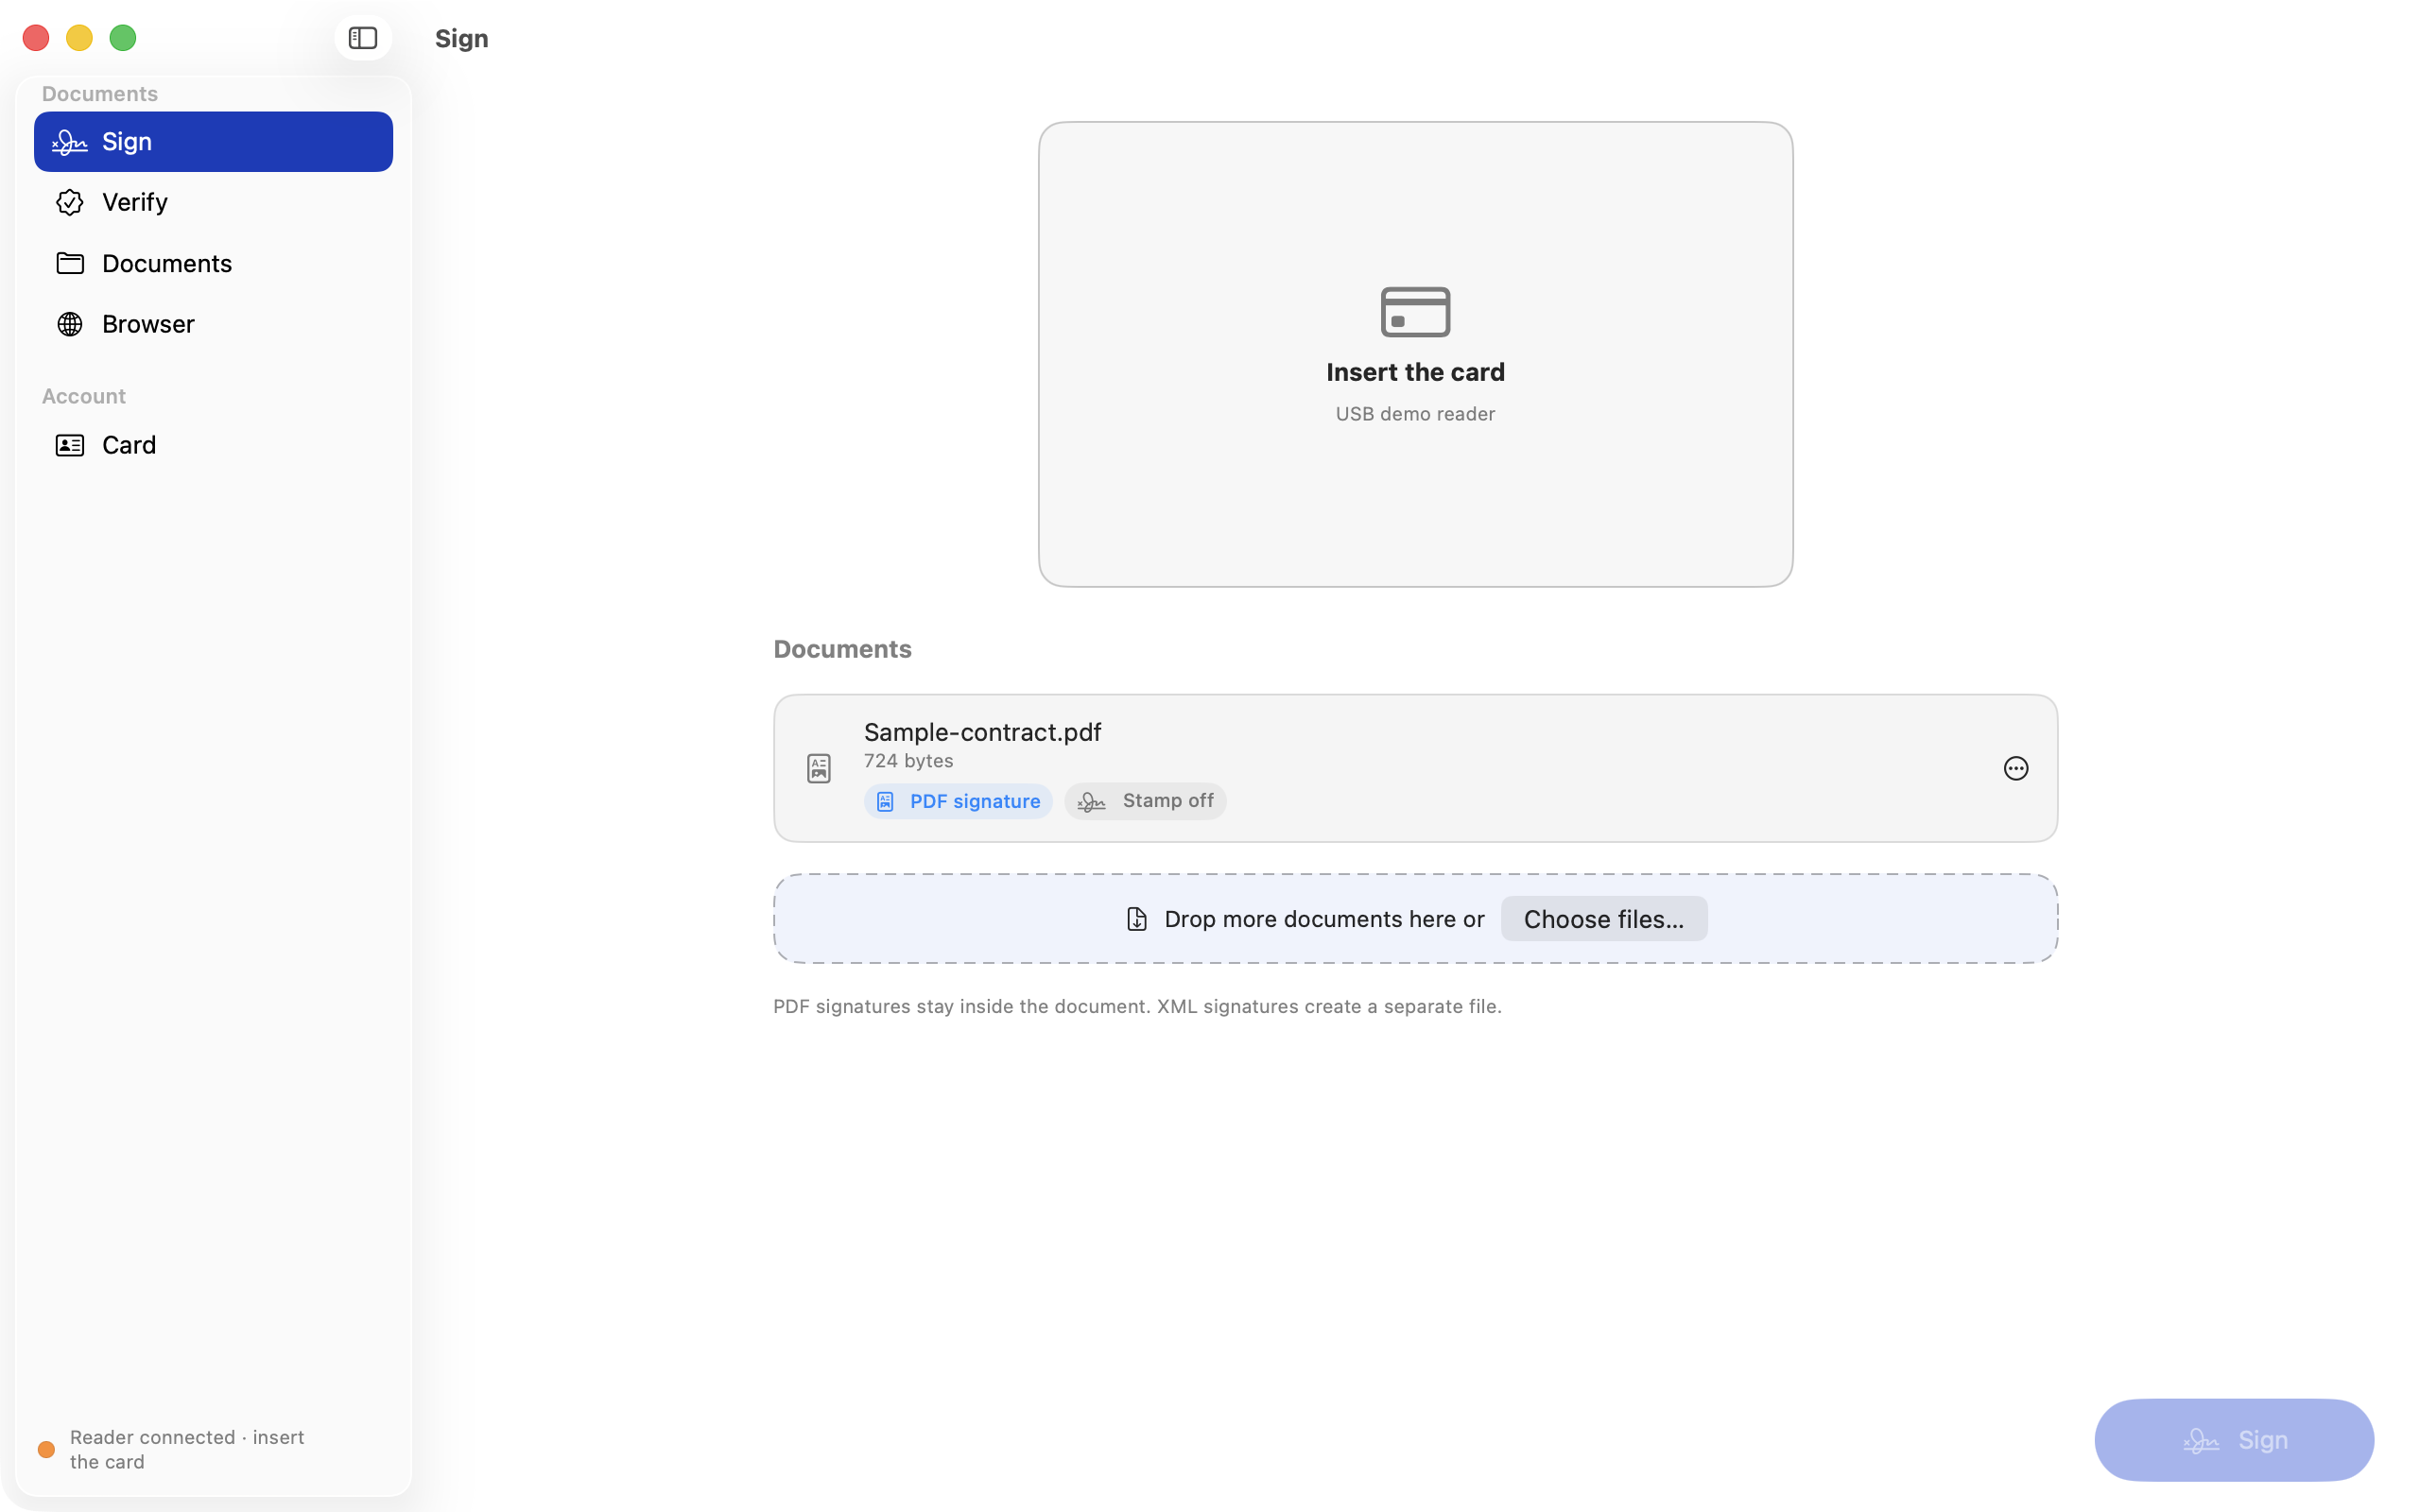 Sign
Documents
Sign
Verify
Documents
Browser
Account
Card
Reader connected · insert
the card
Insert the card
USB demo reader
Documents
Sample-contract.pdf
724 bytes
PDF signature
Stamp off
Drop more documents here or
Choose files...
PDF signatures stay inside the document. XML signatures create a separate file.
Sign